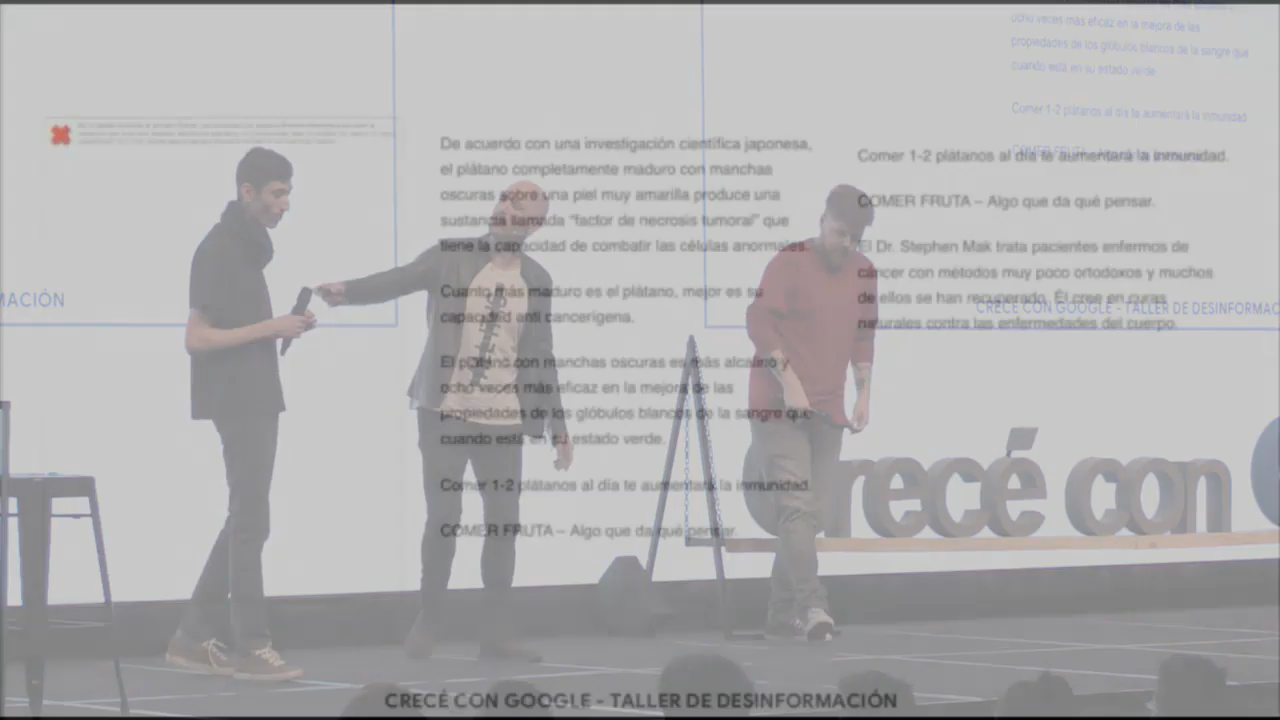 ocho veces más eficaz en la mejora de las
propiedades de los glóbulos blancos de la sangre que
cuando está en su estado verde
Comer 1-2 plátanos al día te aumentará la inmunidad
MACIÓN
De acuerdo con una investigación científica japonesa,
el plátano completamente maduro con manchas
oscuras sobre una piel muy amarilla produce una
sustancia llamada "factor de necrosis tumoral" que
tiene la capacidad de combatir las células anormales.
Cuanto más maduro es el plátano, mejor es su
capacidad anti cancerígena.
El plátano con manchas oscuras es más alcalino y
ocho veces más eficaz en la mejora de las
propiedades de los glóbulos blancos de la sangre que
cuando está en su estado verde.
Comer 1-2 plátanos al día te aumentará la inmunidad.
COMER FRUTA – Algo que da qué pensar.
Comer 1-2 plátanos al día te aumentará la inmunidad.
COMER FRUTA – Algo que da qué pensar.
El Dr. Stephen Mak trata pacientes enfermos de
cáncer con métodos muy poco ortodoxos y muchos
de ellos se han recuperado. Él cree en curas
naturales contra las enfermedades del cuerpo.
CRECÉ CON GOOGLE - TALLER DE DESINFORMAC
Crecé con
CRECÉ CON GOOGLE - TALLER DE DESINFORMACIÓN